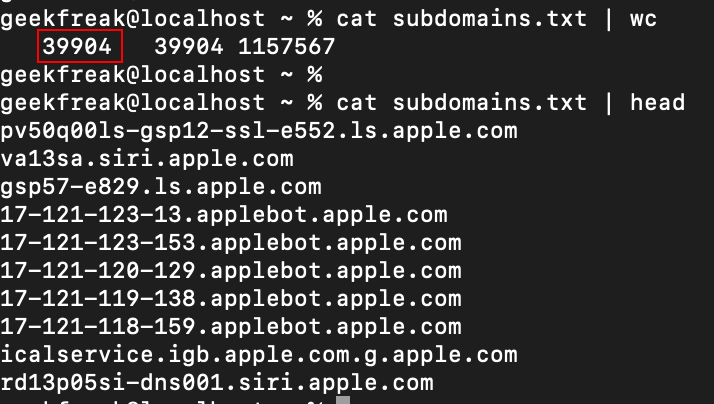 geekfreak@localhost ~ % cat subdomains.txt | wc
39904 39904 1157567
geekfreak@localhost ~ %
geekfreak@localhost ~ % cat subdomains.txt | head
pv50q00ls-gsp12-ssl-e552.ls.apple.com
va13sa.siri.apple.com
gsp57-e829.ls.apple.com
17-121-123-13.applebot.apple.com
17-121-123-153.applebot.apple.com
17-121-120-129.applebot.apple.com
17-121-119-138.applebot.apple.com
17-121-118-159.applebot.apple.com
icalservice.igb.apple.com.g.apple.com
rd13p05si-dns001.siri.apple.com
geekfreak@localhost ~ %